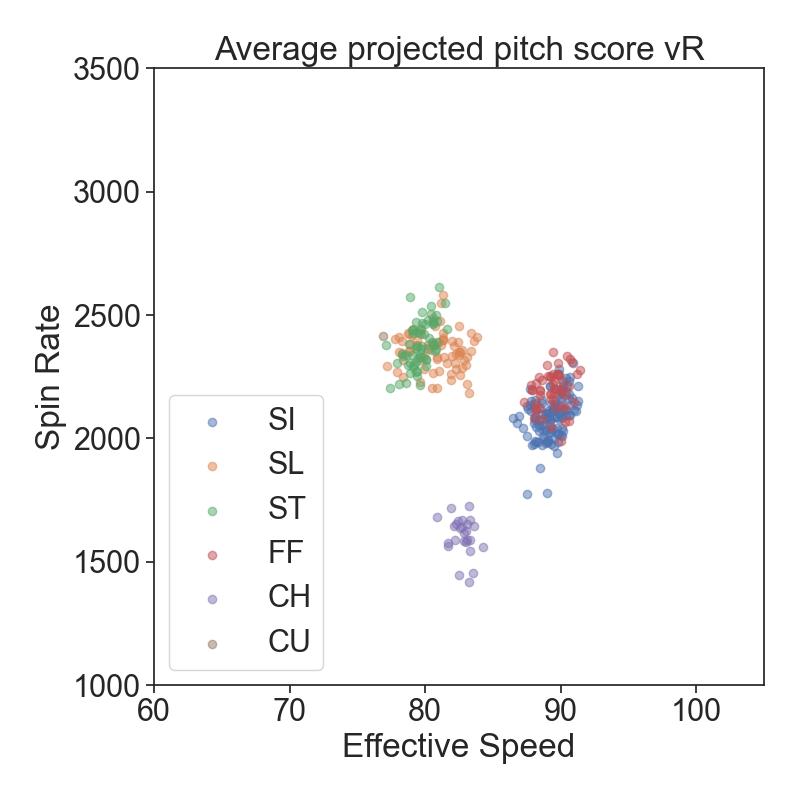 Average projected pitch score vR
3500
3000
2500
2000
1500
1000
Spin Rate
SI
SL
ST
FF
CH
CU
60 70 80 90 100
Effective Speed